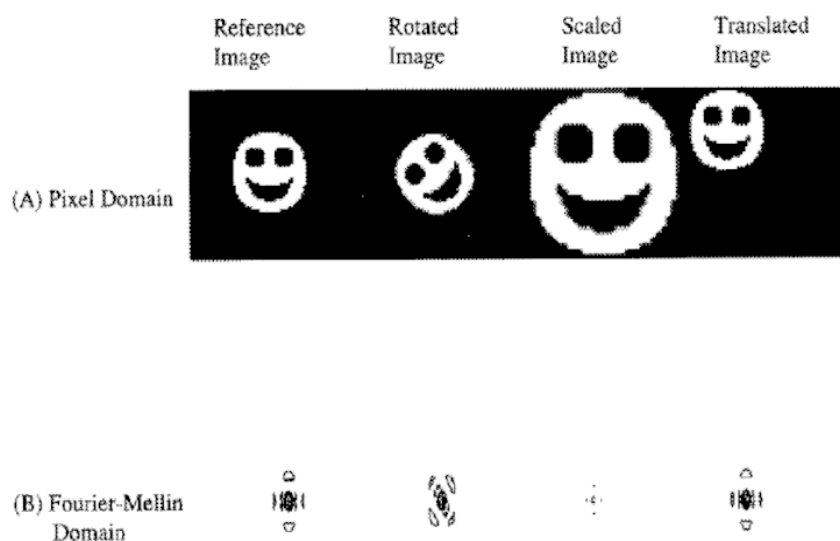 Reference Image
Rotated Image
Scaled Image
Translated Image
(A) Pixel Domain
(B) Fourier-Mellin
Domain